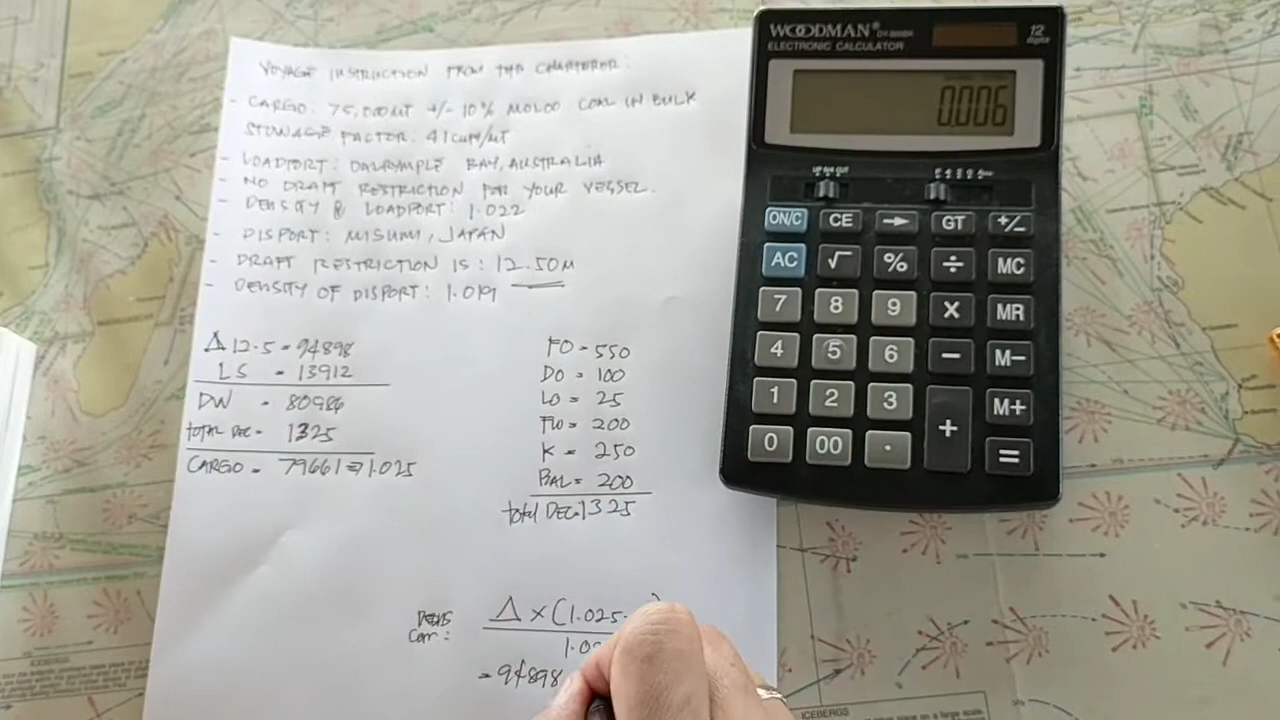 VOYAGE INSTRUCTION FROM THE CHARTERER:
- CARGO: 75,000MT +/- 10% MOLOO COAL IN BULK
STOWAGE FACTOR: 41cuft/MT
- LOADPORT: DALRYMPLE BAY, AUSTRALIA
- NO DRAFT RESTRICTION FOR YOUR VESSEL.
- DENSITY @ LOADPORT: 1.022
- DISPORT: MISUMI, JAPAN
- DRAFT RESTRICTION IS: 12.50M
- DENSITY OF DISPORT: 1.019
Δ 12.5 = 94898
LS = 13912
DW = 80986
TOTAL DEC = 1325
CARGO = 79661 ⇒ 1.025
FO = 550
DO = 100
LO = 25
FW = 200
K = 250
BAL = 200
total DEC = 1325
DENS
Corr:
Δ x (1.025-
1.02
= 94898
WOODMAN®
ELECTRONIC CALCULATOR
12
digits
0.006
ON/C CE → GT +/-
AC √ % ÷ MC
7 8 9 X MR
4 5 6 - M-
1 2 3 + M+
0 00 . =
ICEBERGS
ICEBERGS